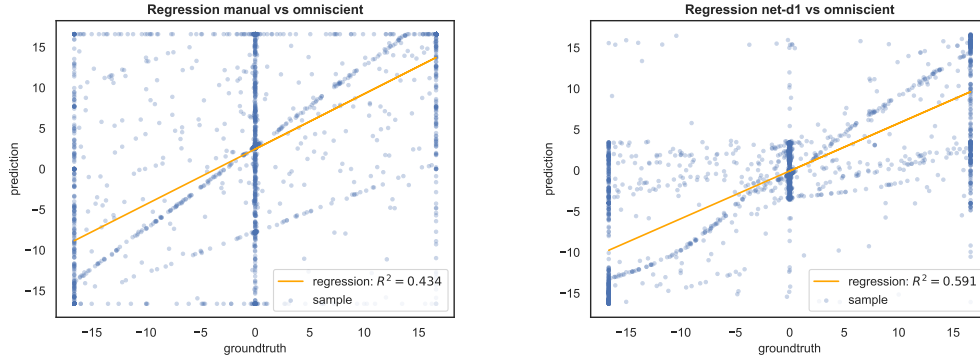 Regression manual vs omniscient
15
10
5
0
−5
−10
−15
prediction
−15
−10
−5
0
5
10
15
groundtruth
regression: R² = 0.434
sample
Regression net-d1 vs omniscient
15
10
5
0
−5
−10
−15
prediction
−15
−10
−5
0
5
10
15
groundtruth
regression: R² = 0.591
sample